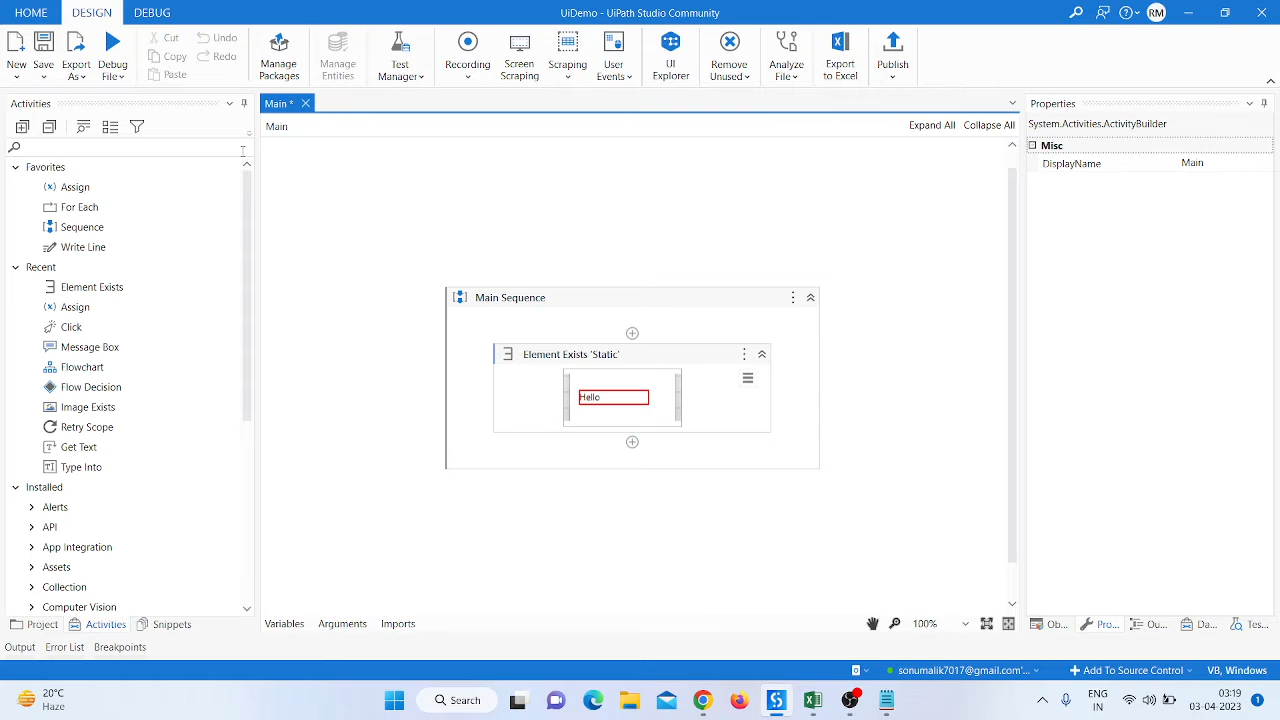 HOME DESIGN DEBUG UiDemo - UiPath Studio Community RM
New Save Export As Debug File Cut Copy Paste Undo Redo Manage Packages Manage Entities Test Manager Recording Screen Scraping Scraping User Events UI Explorer Remove Unused Analyze File Export to Excel Publish
Activities
Favorites
Assign
For Each
Sequence
Write Line
Recent
Element Exists
Assign
Click
Message Box
Flowchart
Flow Decision
Image Exists
Retry Scope
Get Text
Type Into
Installed
Alerts
API
App Integration
Assets
Collection
Computer Vision
Project Activities Snippets
Main *
Main Expand All Collapse All
Main Sequence
Element Exists 'Static'
Hello
Variables Arguments Imports 100%
Properties
System.Activities.ActivityBuilder
Misc
DisplayName Main
Ob... Pro... Ou... Da... Tes...
Output Error List Breakpoints
0 sonumalik7017@gmail.com'... Add To Source Control VB, Windows
20°C
Haze
Search
ENG
IN
03:19
03-04-2023
1